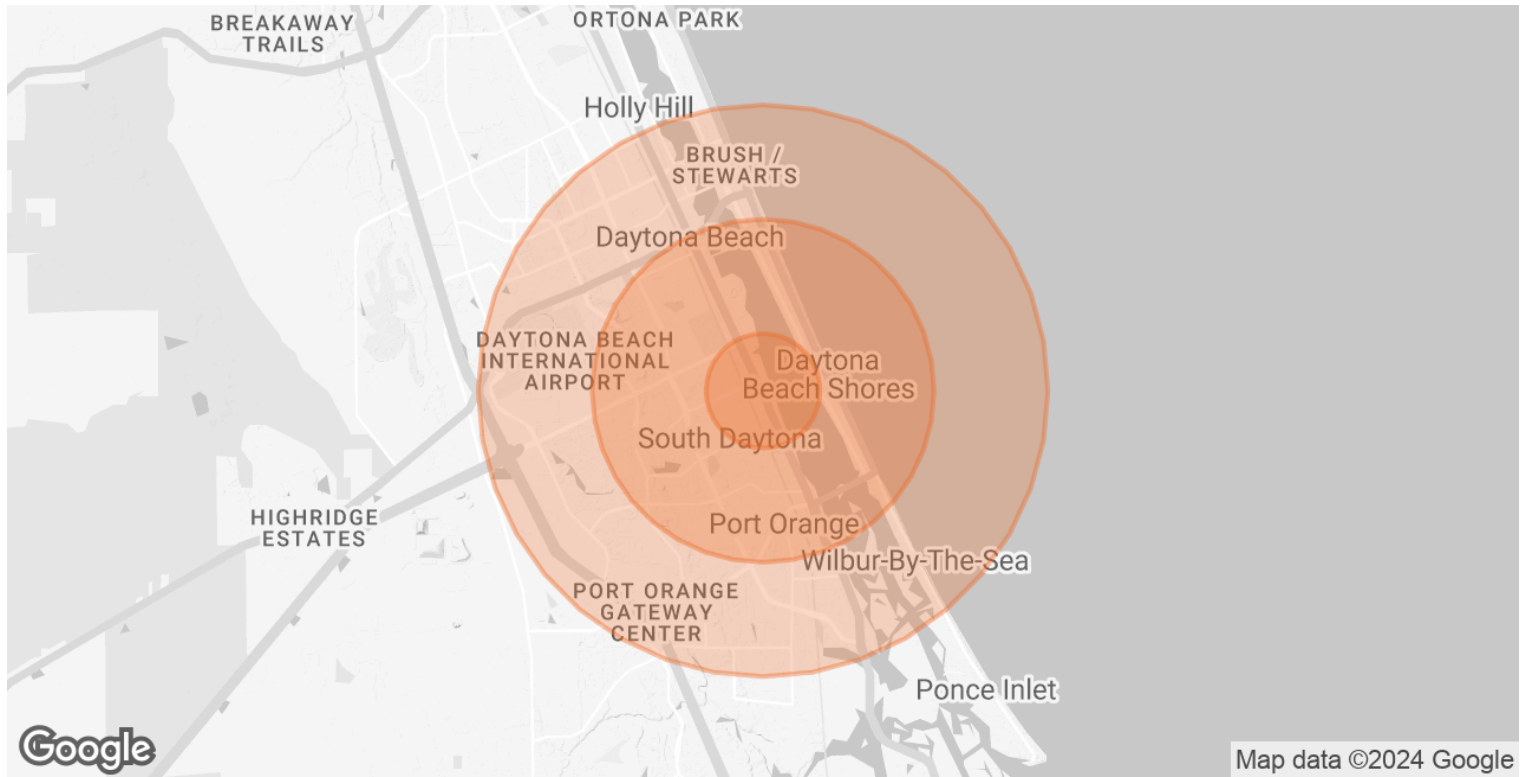 BREAKAWAY
TRAILS
ORTONA PARK
Holly Hill
BRUSH /
STEWARTS
Daytona Beach
DAYTONA BEACH
INTERNATIONAL
AIRPORT
Daytona
Beach Shores
South Daytona
HIGHRIDGE
ESTATES
Port Orange
Wilbur-By-The-Sea
PORT ORANGE
GATEWAY
CENTER
Ponce Inlet
Google
Map data ©2024 Google